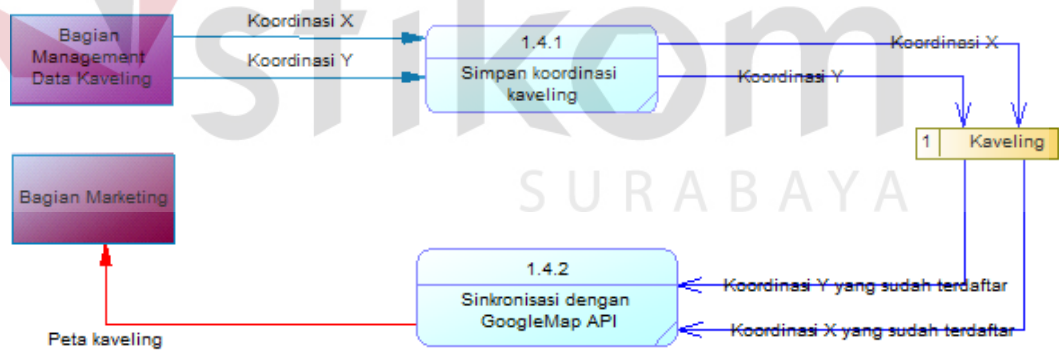 Koordinasi X
Koordinasi Y
Bagian
Management
Data Kaveling
1.4.1
Simpan koordinasi
kaveling
Koordinasi X
Koordinasi Y
1 Kaveling
stikom
SURABAYA
Bagian Marketing
1.4.2
Sinkronisasi dengan
GoogleMap API
Koordinasi Y yang sudah terdaftar
Koordinasi X yang sudah terdaftar
Peta kaveling